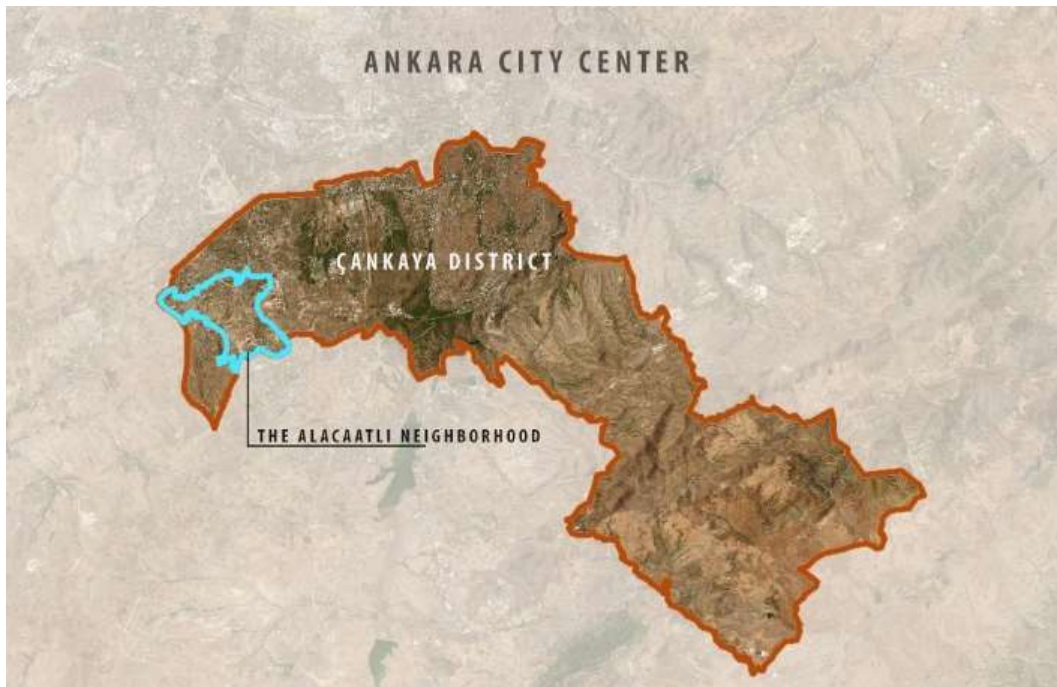 ANKARA CITY CENTER
ÇANKAYA DISTRICT
THE ALACAATLI NEIGHBORHOOD